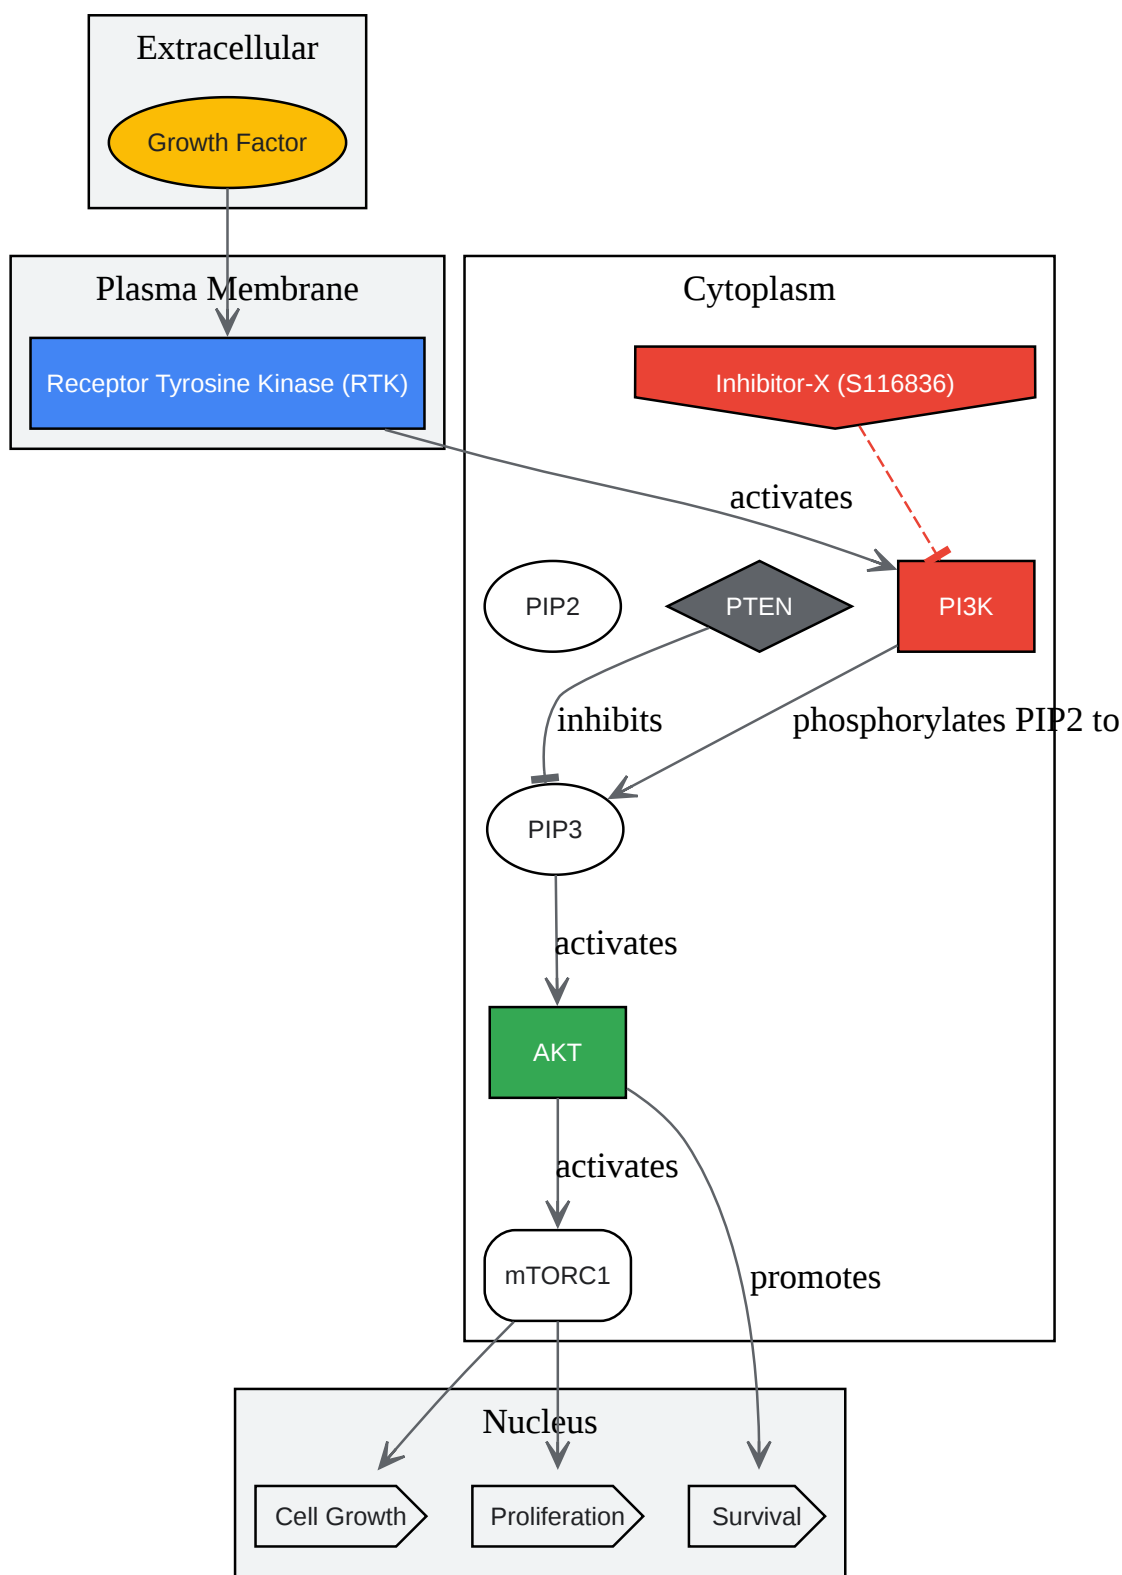 Extracellular
Growth Factor
Plasma Membrane
Cytoplasm
Receptor Tyrosine Kinase (RTK)
Inhibitor-X (S116836)
activates
PIP2
PTEN
PI3K
inhibits
phosphorylates PIP2 to
PIP3
activates
AKT
activates
mTORC1
promotes
Nucleus
Cell Growth
Proliferation
Survival